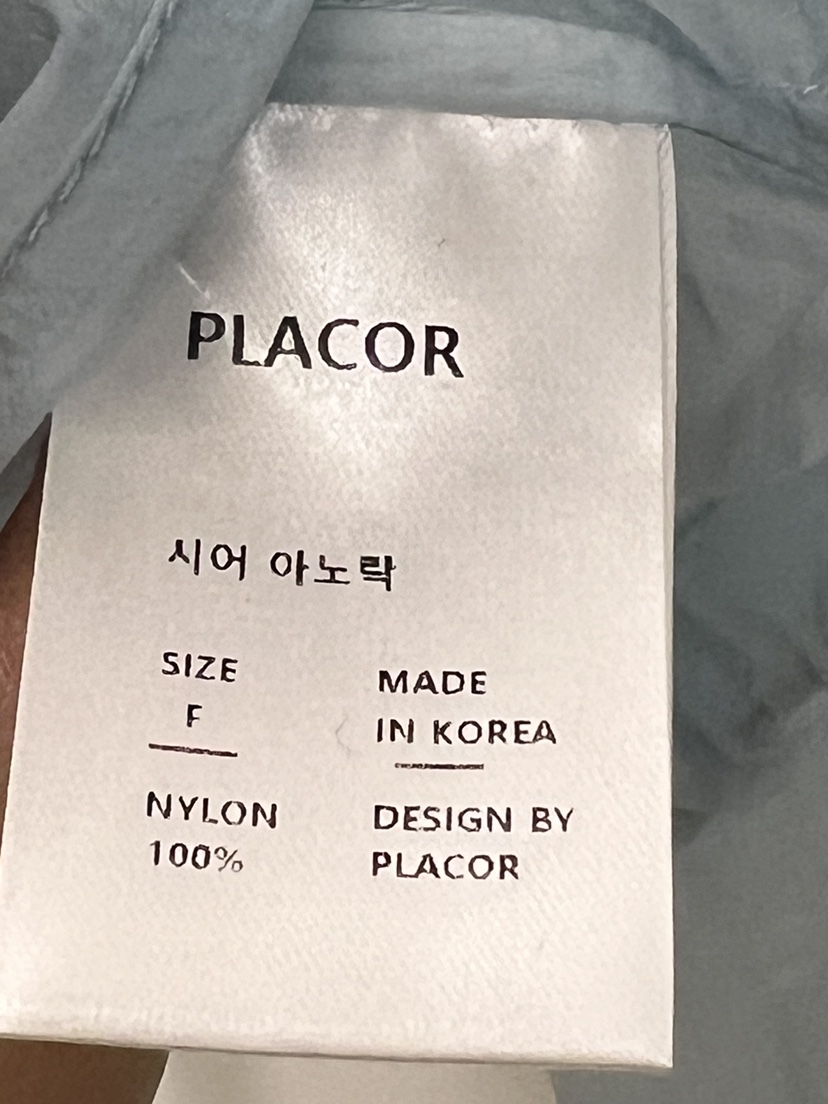 PLACOR
시어 아노락
SIZE
F
MADE
IN KOREA
NYLON
100%
DESIGN BY
PLACOR